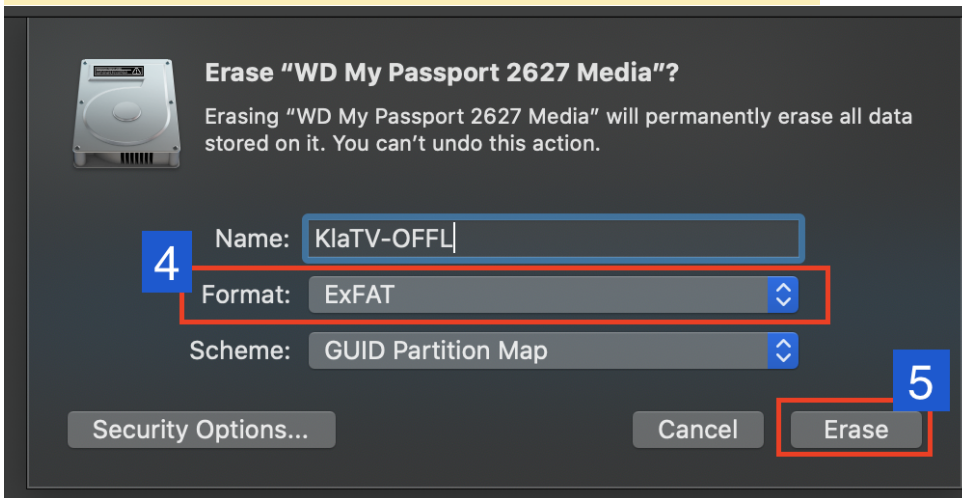 Erase “WD My Passport 2627 Media”?
Erasing “WD My Passport 2627 Media” will permanently erase all data
stored on it. You can’t undo this action.
Name: KlaTV-OFFL
4
Format: ExFAT
Scheme: GUID Partition Map
5
Security Options... Cancel Erase